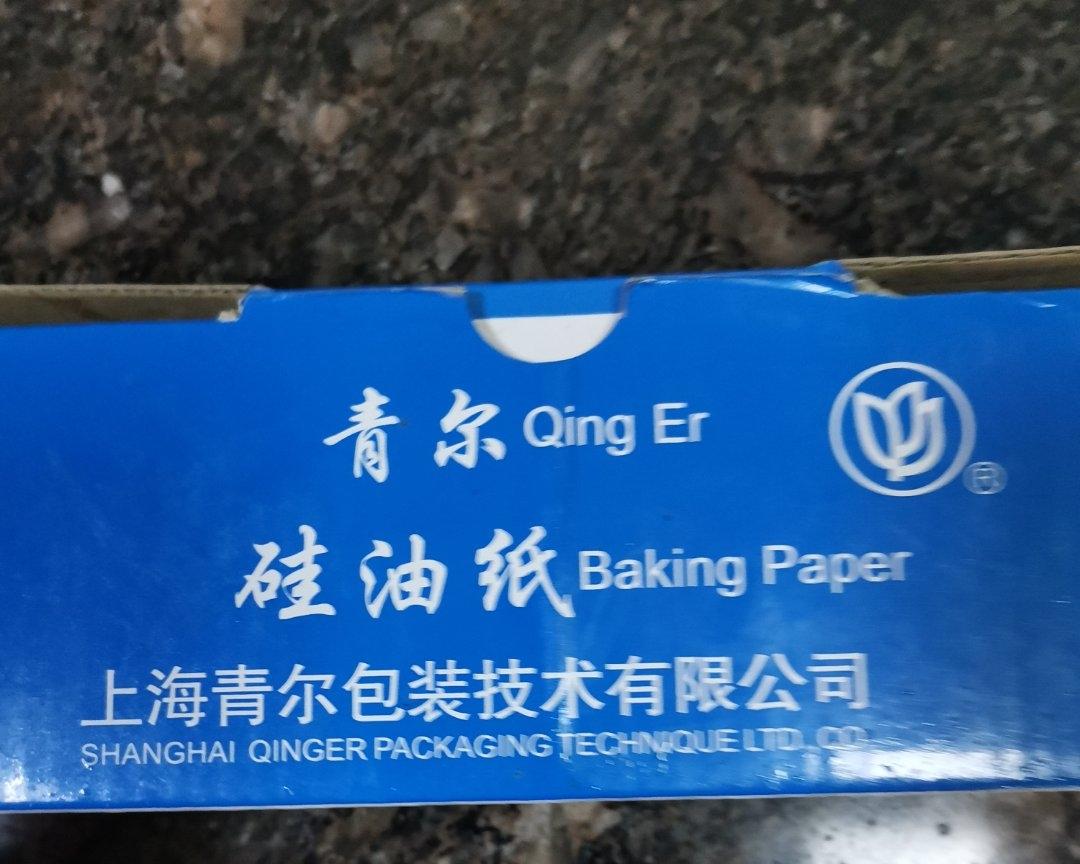 青尔 Qing Er
®
硅油纸 Baking Paper
上海青尔包装技术有限公司
SHANGHAI QINGER PACKAGING TECHNIQUE LTD., CO.